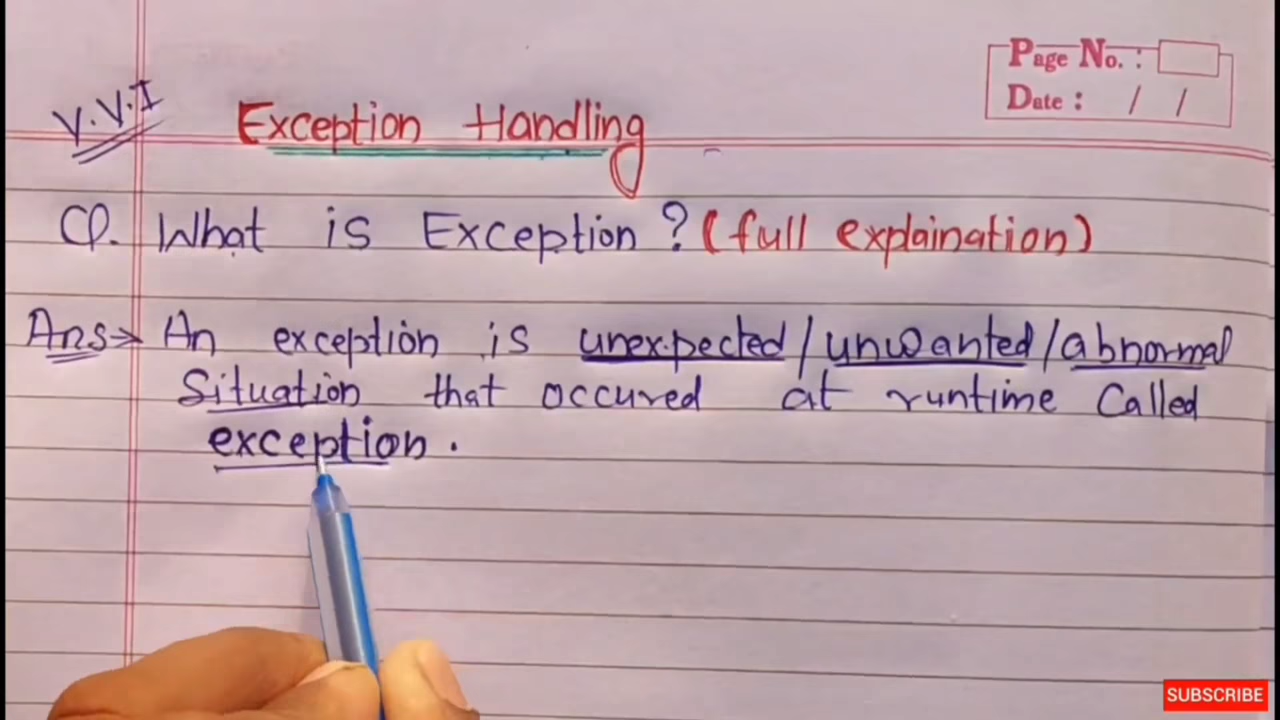 Page No. :
Date : / /
V.V.I
Exception Handling
Q. What is Exception ? (full explaination)
Ans→ An exception is unexpected/unwanted/abnormal
Situation that occured at runtime Called
exception.
SUBSCRIBE